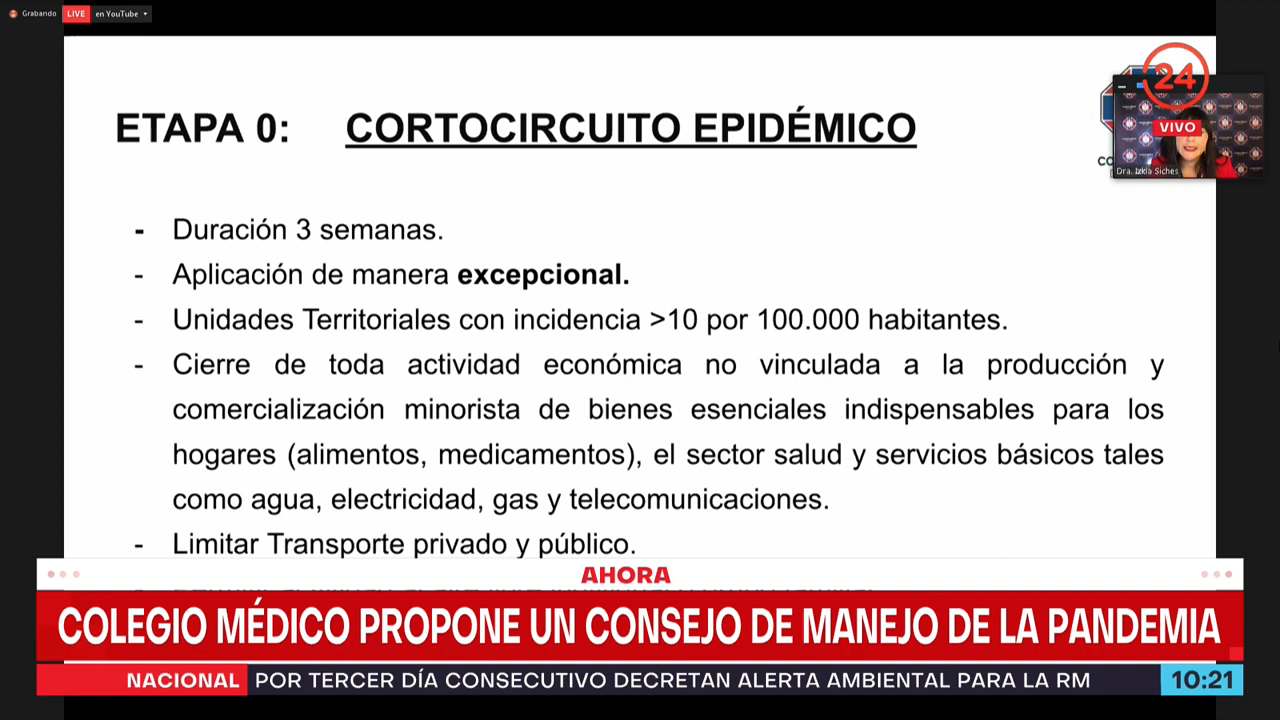 Grabando LIVE en YouTube
24
VIVO
Dra. Izkia Siches
ETAPA 0: CORTOCIRCUITO EPIDÉMICO
- Duración 3 semanas.
- Aplicación de manera excepcional.
- Unidades Territoriales con incidencia >10 por 100.000 habitantes.
- Cierre de toda actividad económica no vinculada a la producción y
comercialización minorista de bienes esenciales indispensables para los
hogares (alimentos, medicamentos), el sector salud y servicios básicos tales
como agua, electricidad, gas y telecomunicaciones.
- Limitar Transporte privado y público.
AHORA
COLEGIO MÉDICO PROPONE UN CONSEJO DE MANEJO DE LA PANDEMIA
NACIONAL POR TERCER DÍA CONSECUTIVO DECRETAN ALERTA AMBIENTAL PARA LA RM 10:21